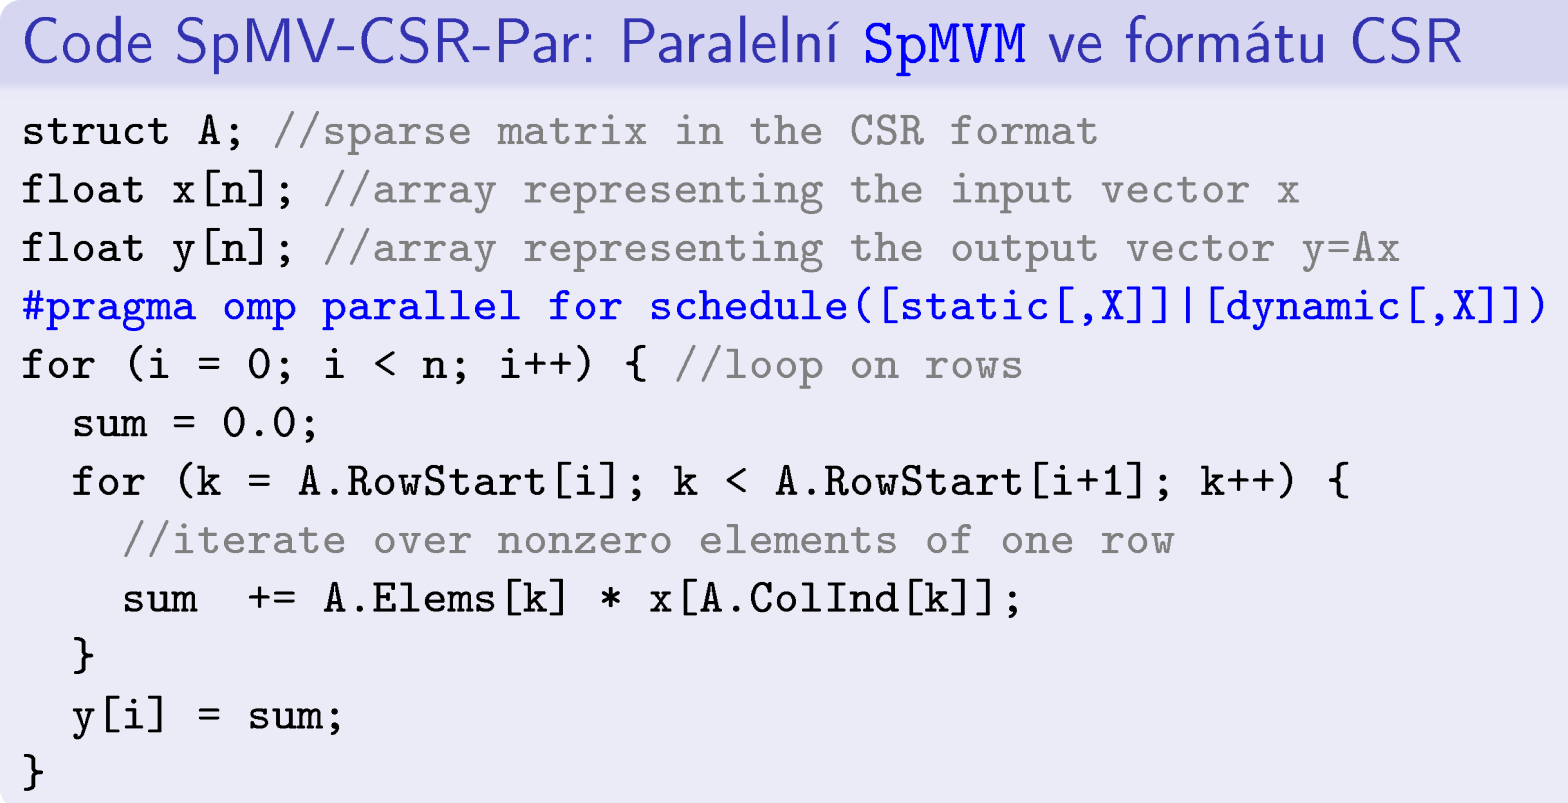 Code SpMV-CSR-Par: Paralelní SpMVM ve formátu CSR
struct A; //sparse matrix in the CSR format
float x[n]; //array representing the input vector x
float y[n]; //array representing the output vector y=Ax
#pragma omp parallel for schedule([static[,X]]|[dynamic[,X]])
for (i = 0; i < n; i++) { //loop on rows
  sum = 0.0;
  for (k = A.RowStart[i]; k < A.RowStart[i+1]; k++) {
    //iterate over nonzero elements of one row
    sum  += A.Elems[k] * x[A.ColInd[k]];
  }
  y[i] = sum;
}